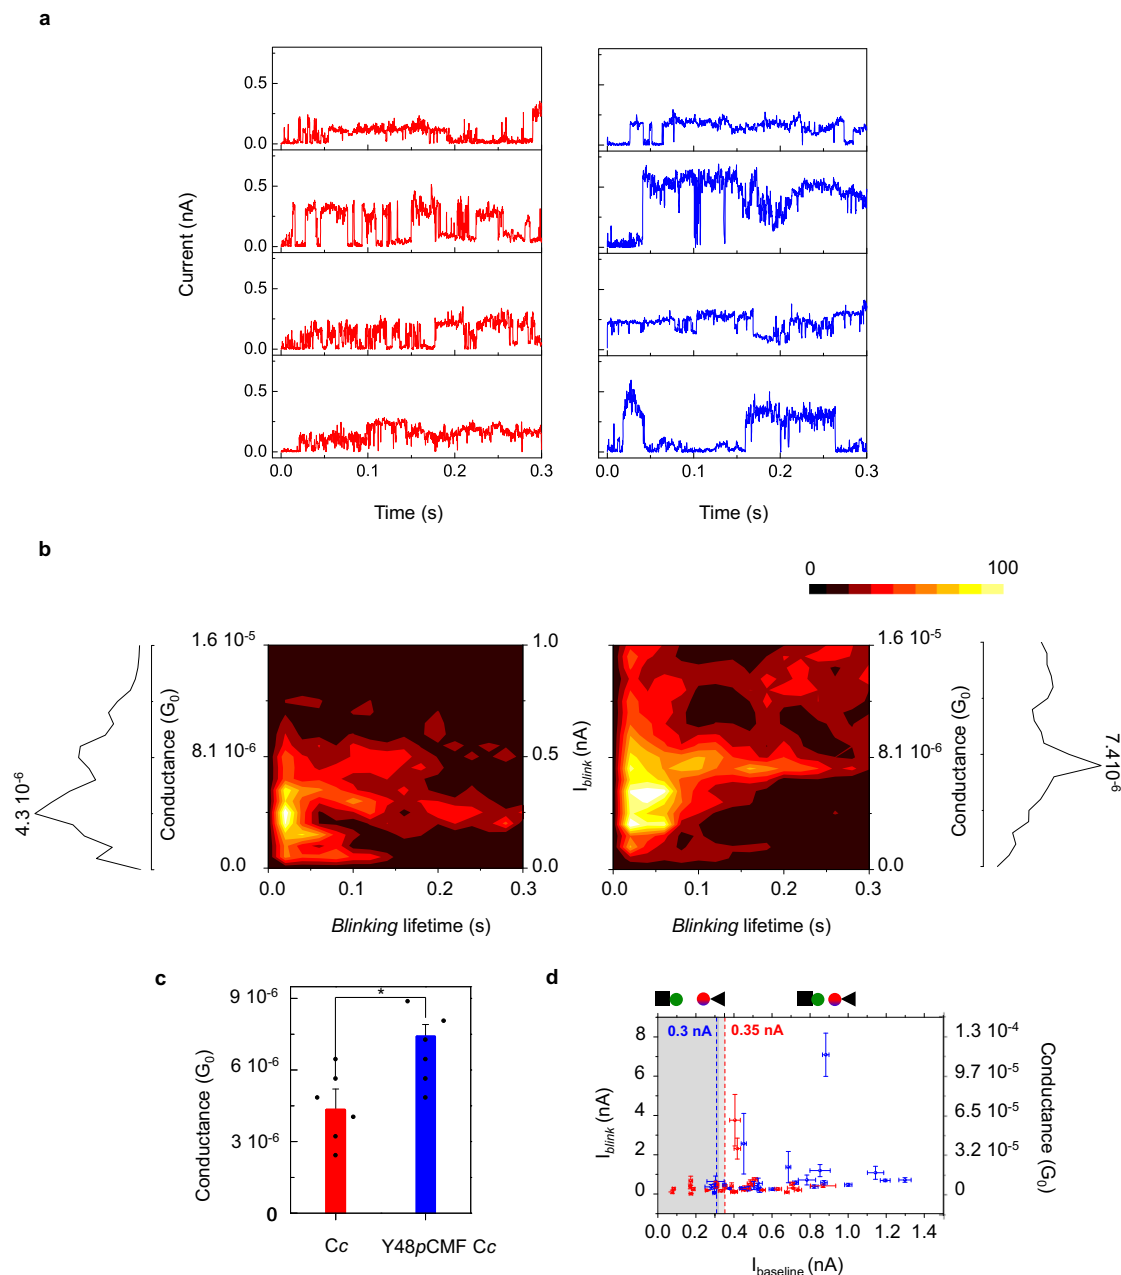 a
0.5
0.0
0.5
0.0
Current (nA)
0.5
0.0
0.5
0.0
0.0 0.1 0.2 0.3 0.0 0.1 0.2 0.3
Time (s) Time (s)
b
0 100
1.6 10-5 1.0 1.6 10-5
8.1 10-6 0.5 8.1 10-6
0.0 0.0 0.0
4.3 10-6 Conductance (G0) Iblink (nA) Conductance (G0) 7.4 10-6
0.0 0.1 0.2 0.3 0.0 0.1 0.2 0.3
Blinking lifetime (s) Blinking lifetime (s)
c
*
9 10-6
6 10-6
3 10-6
0
Conductance (G0)
Cc Y48pCMF Cc
d
0.3 nA 0.35 nA
8 1.3 10-4
6 9.7 10-5
4 6.5 10-5
2 3.2 10-5
0 0
Iblink (nA) Conductance (G0)
0.0 0.2 0.4 0.6 0.8 1.0 1.2 1.4
Ibaseline (nA)